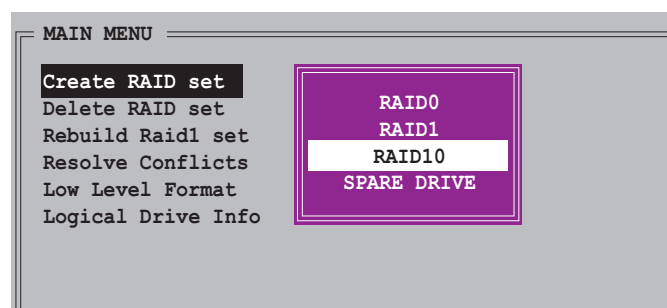 MAIN MENU
Create RAID set
Delete RAID set
Rebuild Raid1 set
Resolve Conflicts
Low Level Format
Logical Drive Info
RAID0
RAID1
RAID10
SPARE DRIVE